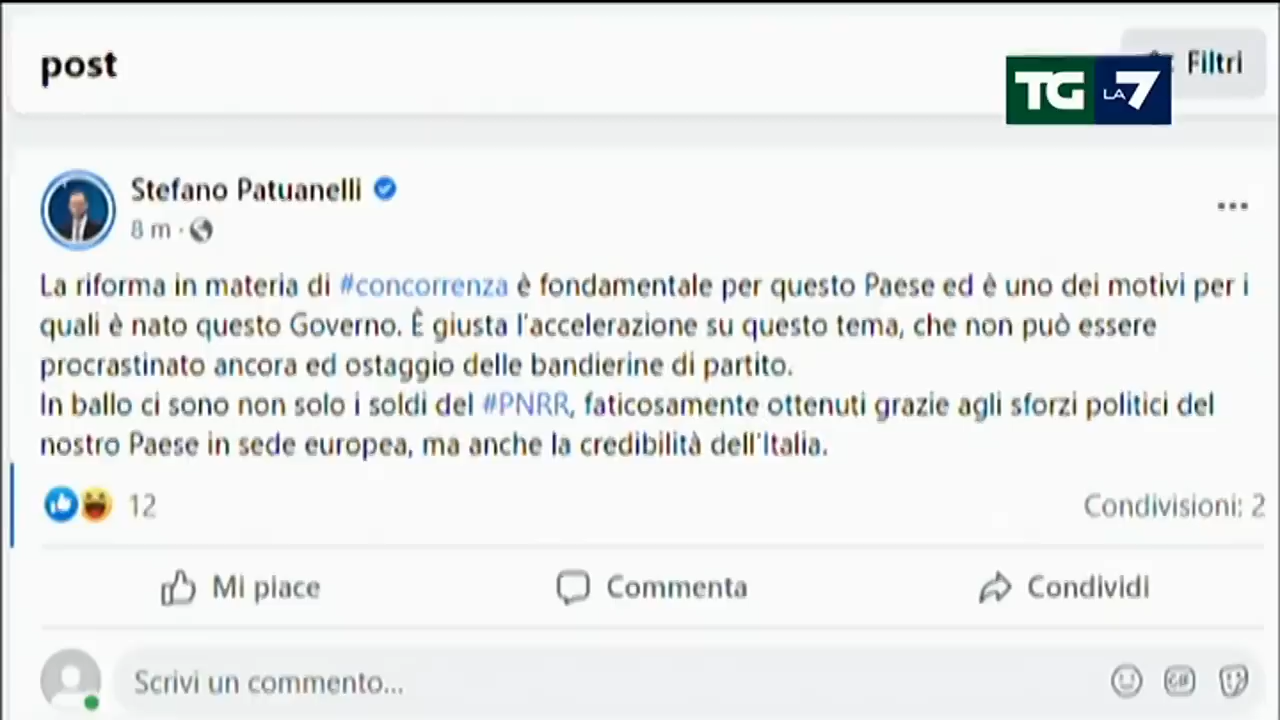 post
Filtri
TG LA 7
Stefano Patuanelli
8 m ·
La riforma in materia di #concorrenza è fondamentale per questo Paese ed è uno dei motivi per i
quali è nato questo Governo. È giusta l'accelerazione su questo tema, che non può essere
procrastinato ancora ed ostaggio delle bandierine di partito.
In ballo ci sono non solo i soldi del #PNRR, faticosamente ottenuti grazie agli sforzi politici del
nostro Paese in sede europea, ma anche la credibilità dell'Italia.
12
Condivisioni: 2
Mi piace
Commenta
Condividi
Scrivi un commento...
GIF